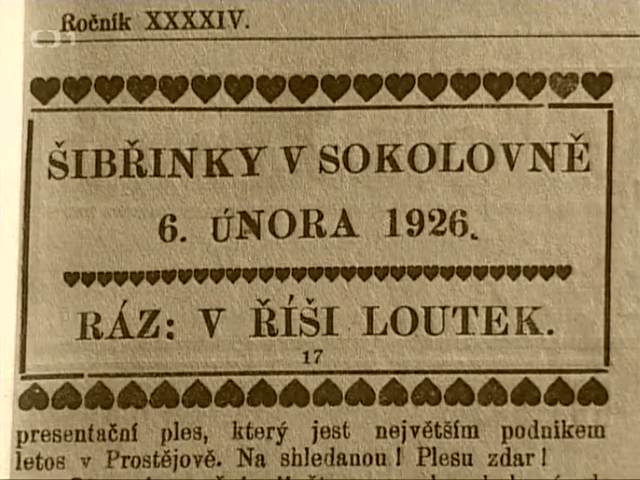 Ročník XXXXIV.
ŠIBŘINKY V SOKOLOVNĚ
6. ÚNORA 1926.
RÁZ: V ŘÍŠI LOUTEK.
17
presentační ples, který jest největším podnikem
letos v Prostějově. Na shledanou! Plesu zdar!